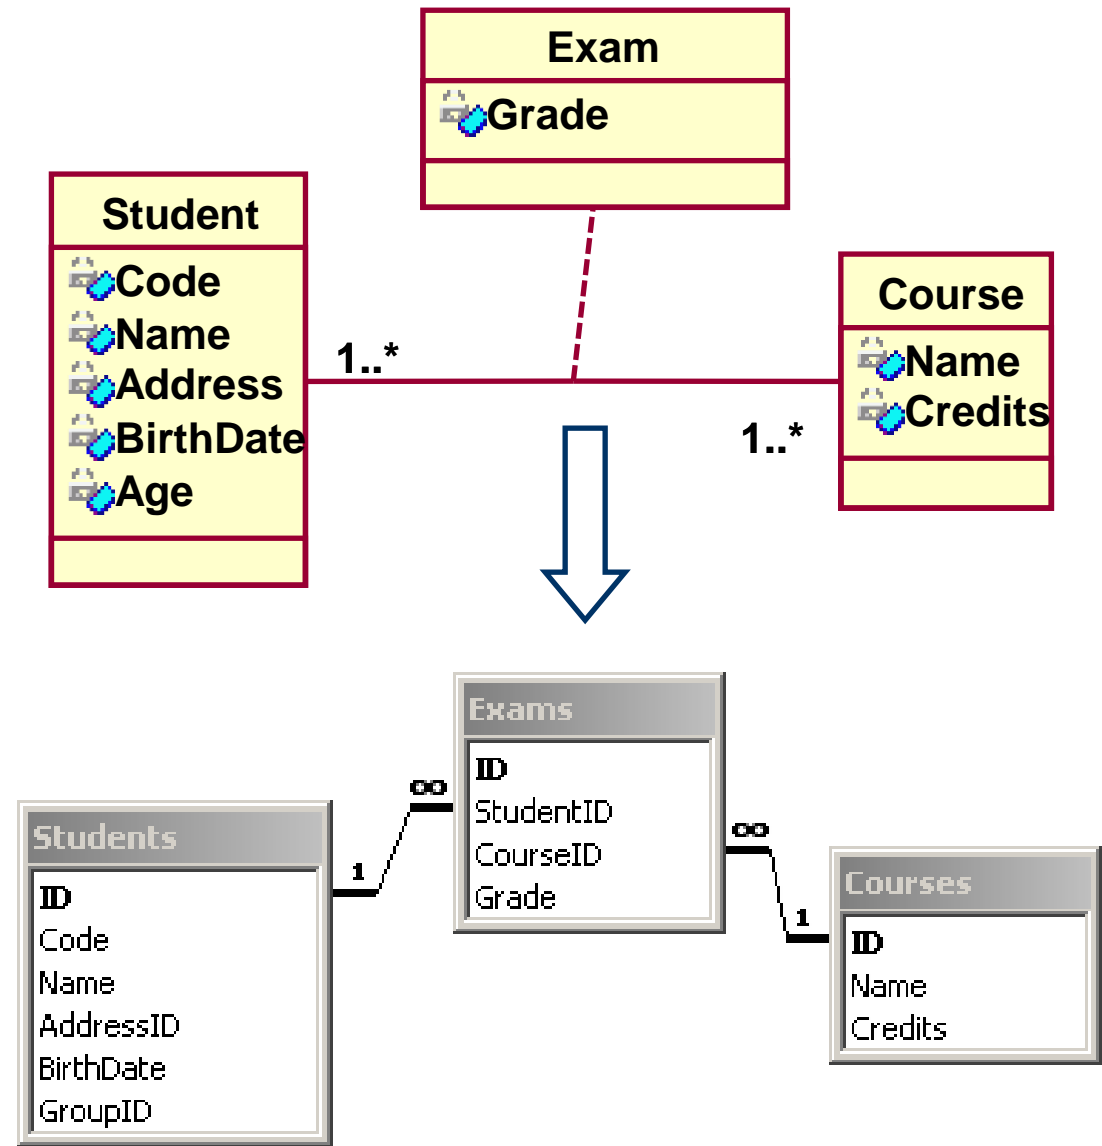 Exam
Grade
Student
Code
Name
Address
BirthDate
Age
1..*
1..*
Course
Name
Credits
Exams
ID
StudentID
CourseID
Grade
Students
ID
Code
Name
AddressID
BirthDate
GroupID
1
∞
∞
1
Courses
ID
Name
Credits